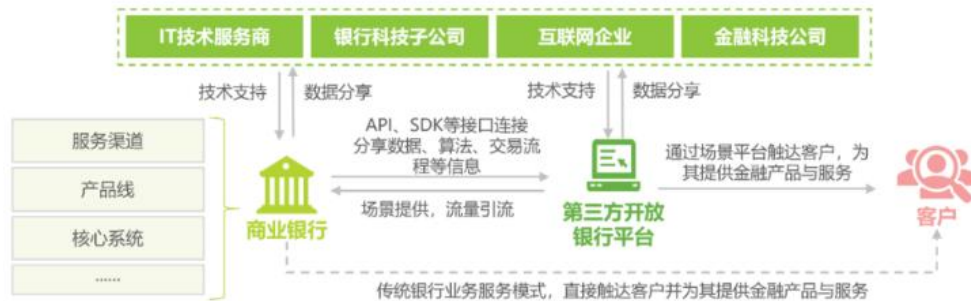 IT技术服务商
银行科技子公司
互联网企业
金融科技公司
技术支持
数据分享
技术支持
数据分享
服务渠道
产品线
核心系统
......
商业银行
API、SDK等接口连接
分享数据、算法、交易流
程等信息
场景提供，流量引流
第三方开放
银行平台
通过场景平台触达客户，为
其提供金融产品与服务
客户
传统银行业务服务模式，直接触达客户并为其提供金融产品与服务